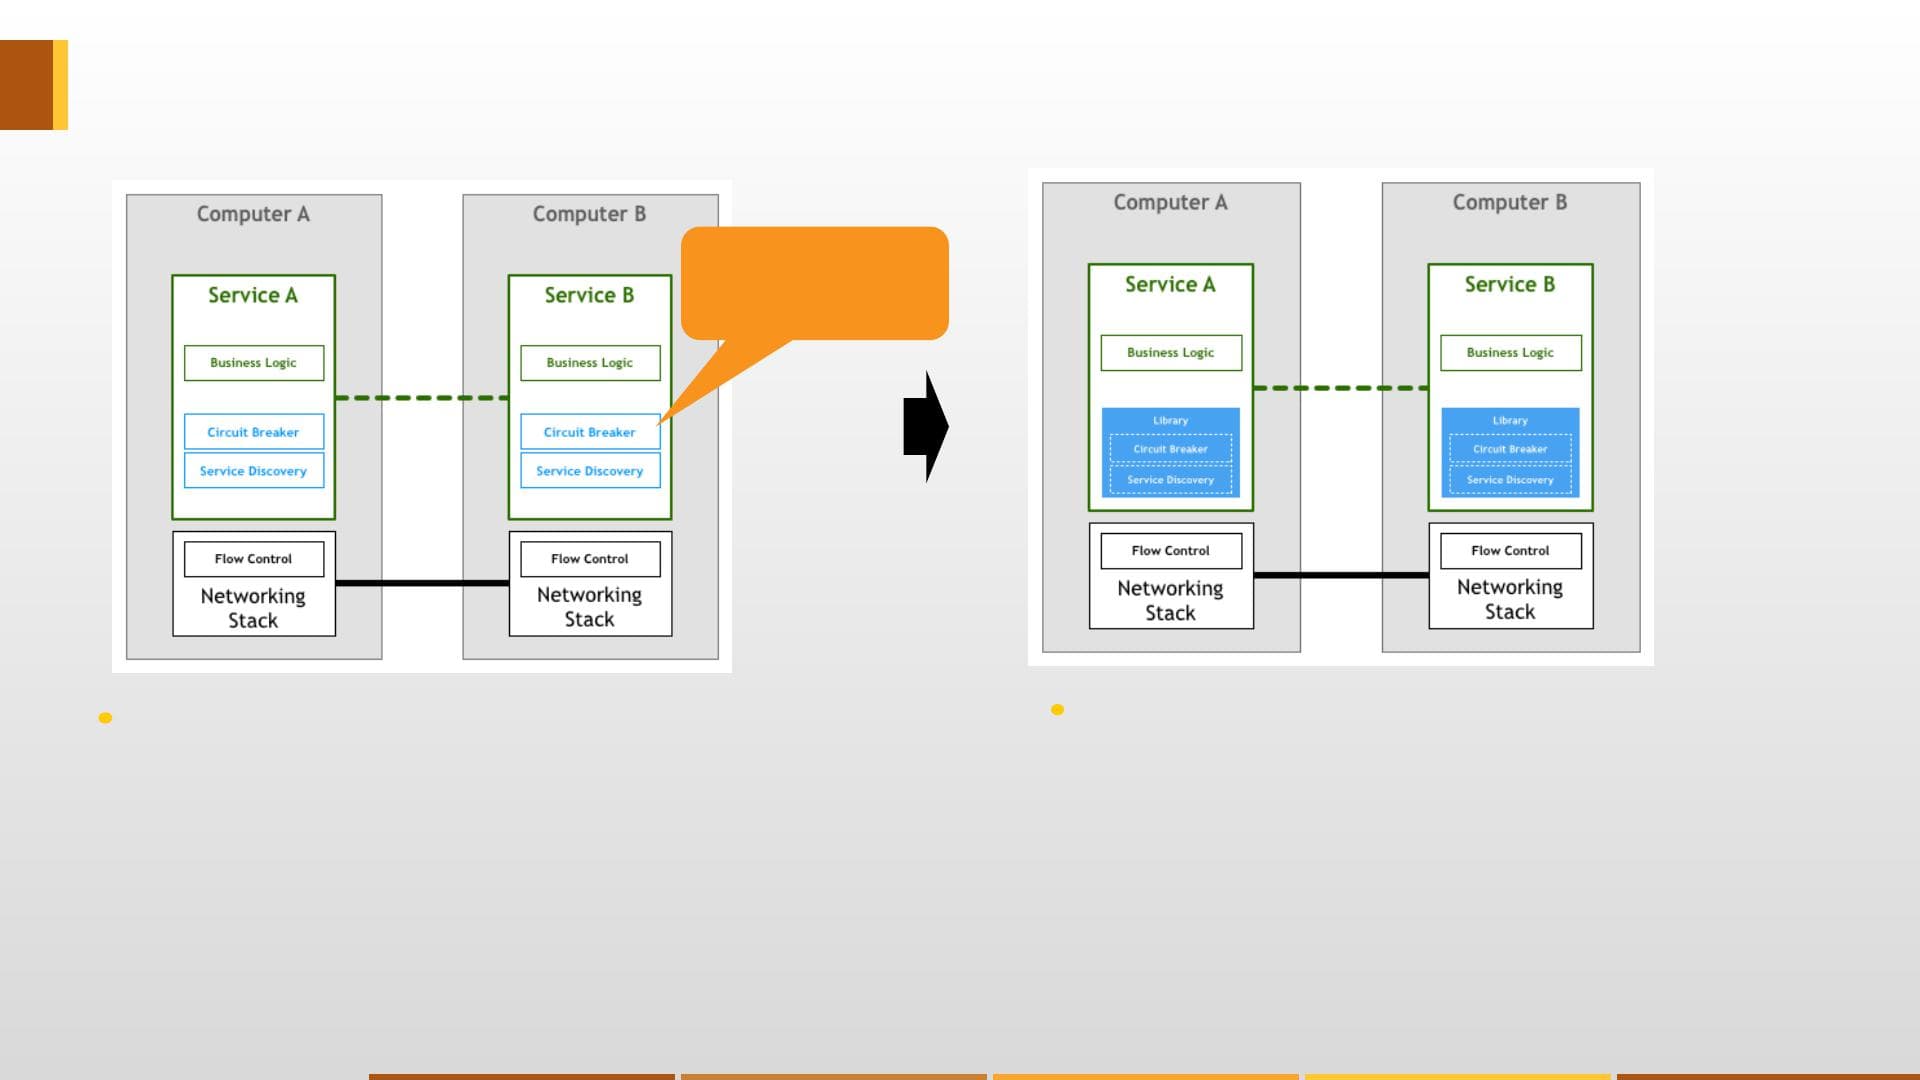 Computer A
Service A
Business Logic
Circuit Breaker
Service Discovery
Flow Control
Networking
Stack
Computer B
Service B
Business Logic
Circuit Breaker
Service Discovery
Flow Control
Networking
Stack
Computer A
Service A
Business Logic
Library
Circuit Breaker
Service Discovery
Flow Control
Networking
Stack
Computer B
Service B
Business Logic
Library
Circuit Breaker
Service Discovery
Flow Control
Networking
Stack